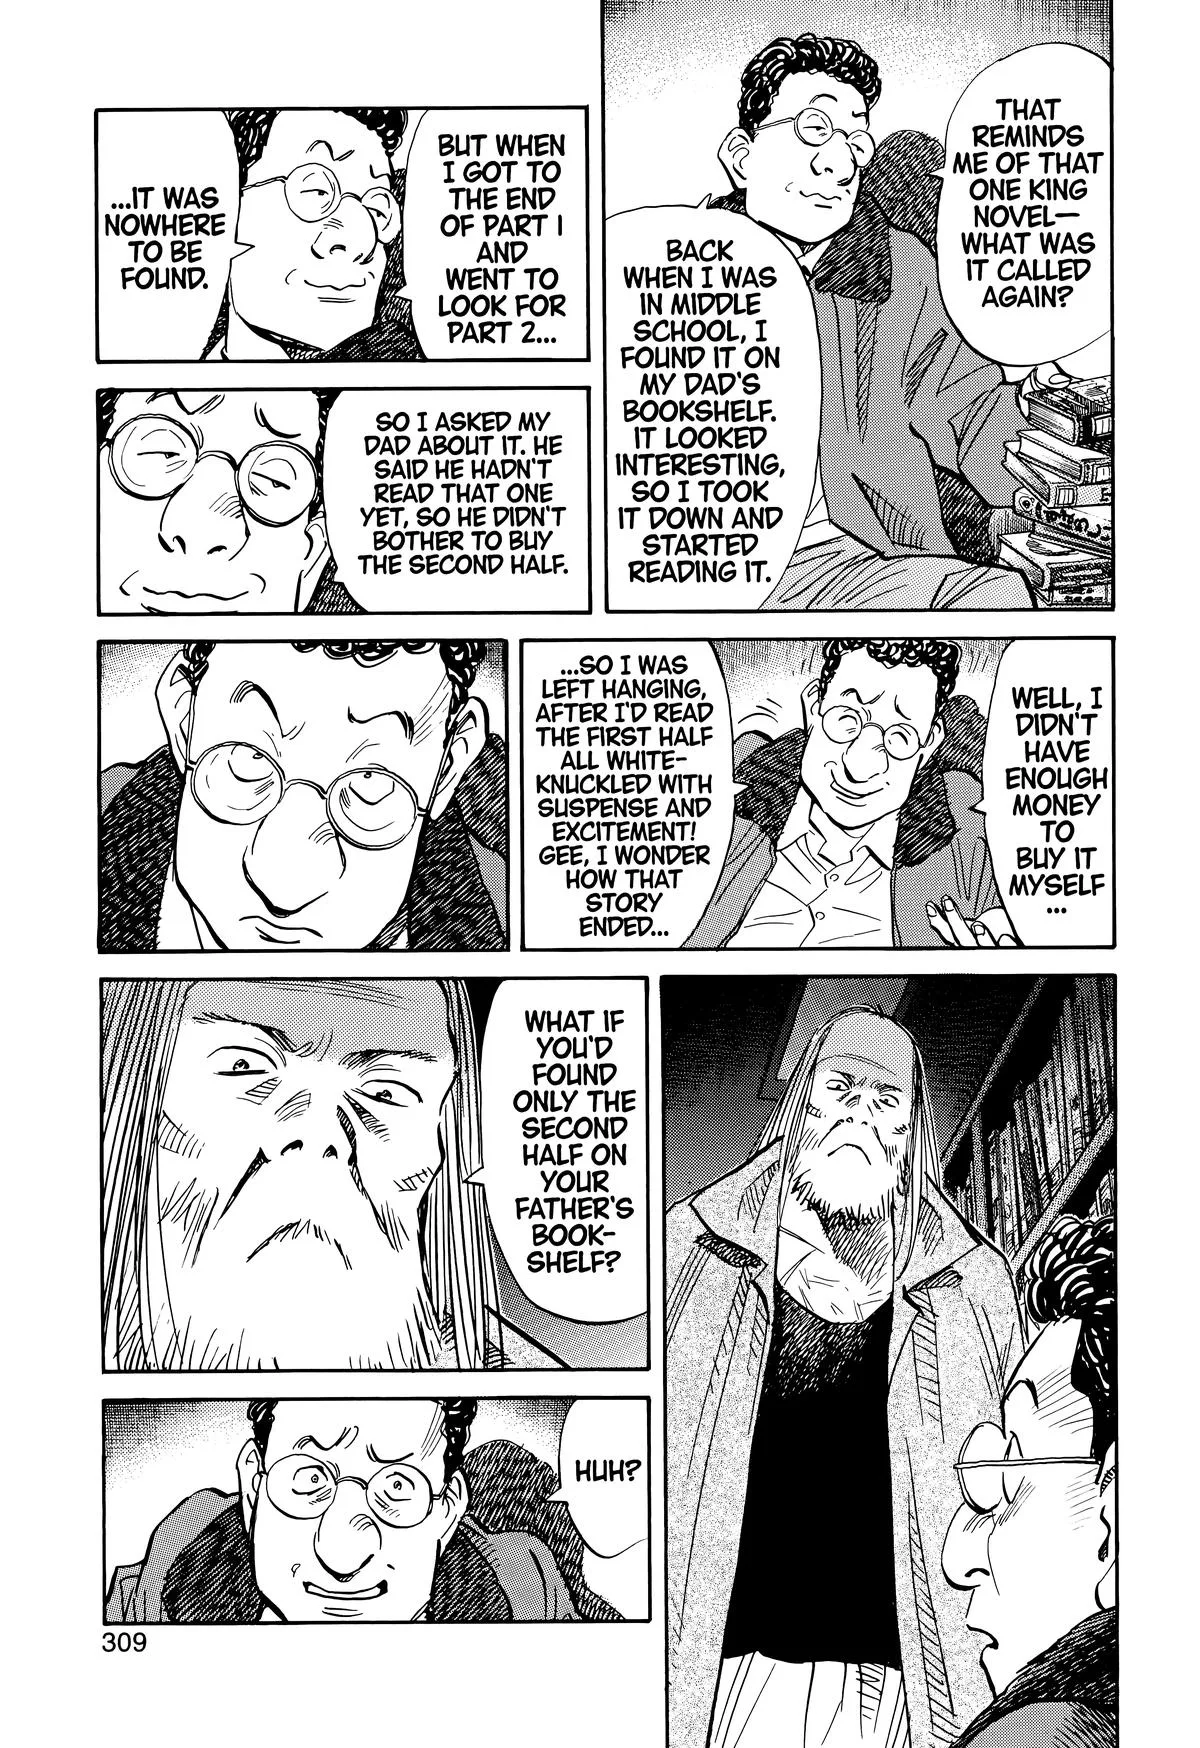 THAT
REMINDS
ME OF THAT
ONE KING
NOVEL—
WHAT WAS
IT CALLED
AGAIN?
BACK
WHEN I WAS
IN MIDDLE
SCHOOL, I
FOUND IT ON
MY DAD'S
BOOKSHELF.
IT LOOKED
INTERESTING,
SO I TOOK
IT DOWN AND
STARTED
READING IT.
BUT WHEN
I GOT TO
THE END
OF PART 1
AND
WENT TO
LOOK FOR
PART 2...
...IT WAS
NOWHERE
TO BE
FOUND.
SO I ASKED MY
DAD ABOUT IT. HE
SAID HE HADN'T
READ THAT ONE
YET, SO HE DIDN'T
BOTHER TO BUY
THE SECOND HALF.
WELL, I
DIDN'T
HAVE
ENOUGH
MONEY
TO
BUY IT
MYSELF
...
...SO I WAS
LEFT HANGING,
AFTER I'D READ
THE FIRST HALF
ALL WHITE-
KNUCKLED WITH
SUSPENSE AND
EXCITEMENT!
GEE, I WONDER
HOW THAT
STORY
ENDED...
WHAT IF
YOU'D
FOUND
ONLY THE
SECOND
HALF ON
YOUR
FATHER'S
BOOK-
SHELF?
HUH?
309